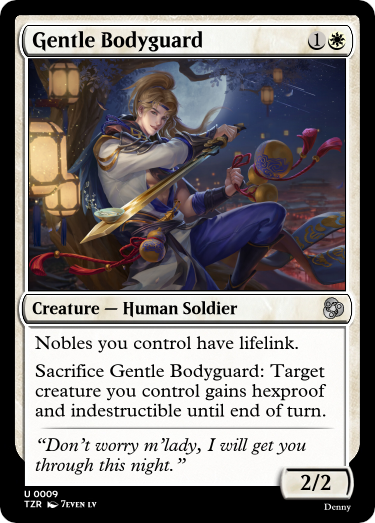 Gentle Bodyguard 1
Creature — Human Soldier
Nobles you control have lifelink.
Sacrifice Gentle Bodyguard: Target
creature you control gains hexproof
and indestructible until end of turn.
“Don’t worry m’lady, I will get you
through this night.”
2/2
U 0009
TZR 7EVEN LV
Denny